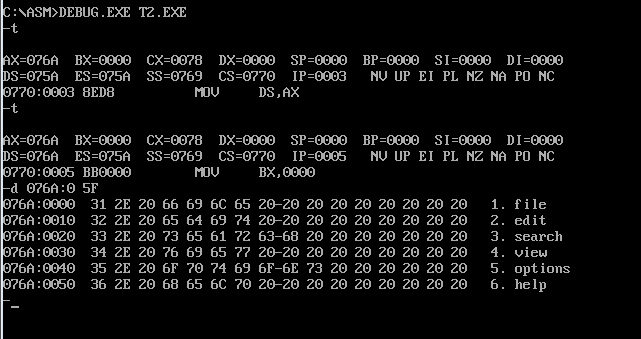 C:\ASM>DEBUG.EXE T2.EXE
-t
AX=076A  BX=0000  CX=0078  DX=0000  SP=0000  BP=0000  SI=0000  DI=0000
DS=075A  ES=075A  SS=0769  CS=0770  IP=0003   NV UP EI PL NZ NA PO NC
0770:0003 8ED8          MOV     DS,AX
-t
AX=076A  BX=0000  CX=0078  DX=0000  SP=0000  BP=0000  SI=0000  DI=0000
DS=076A  ES=075A  SS=0769  CS=0770  IP=0005   NV UP EI PL NZ NA PO NC
0770:0005 BB0000        MOV     BX,0000
-d 076A:0 5F
076A:0000  31 2E 20 66 69 6C 65 20-20 20 20 20 20 20 20 20   1. file
076A:0010  32 2E 20 65 64 69 74 20-20 20 20 20 20 20 20 20   2. edit
076A:0020  33 2E 20 73 65 61 72 63-68 20 20 20 20 20 20 20   3. search
076A:0030  34 2E 20 76 69 65 77 20-20 20 20 20 20 20 20 20   4. view
076A:0040  35 2E 20 6F 70 74 69 6F-6E 73 20 20 20 20 20 20   5. options
076A:0050  36 2E 20 68 65 6C 70 20-20 20 20 20 20 20 20 20   6. help
-